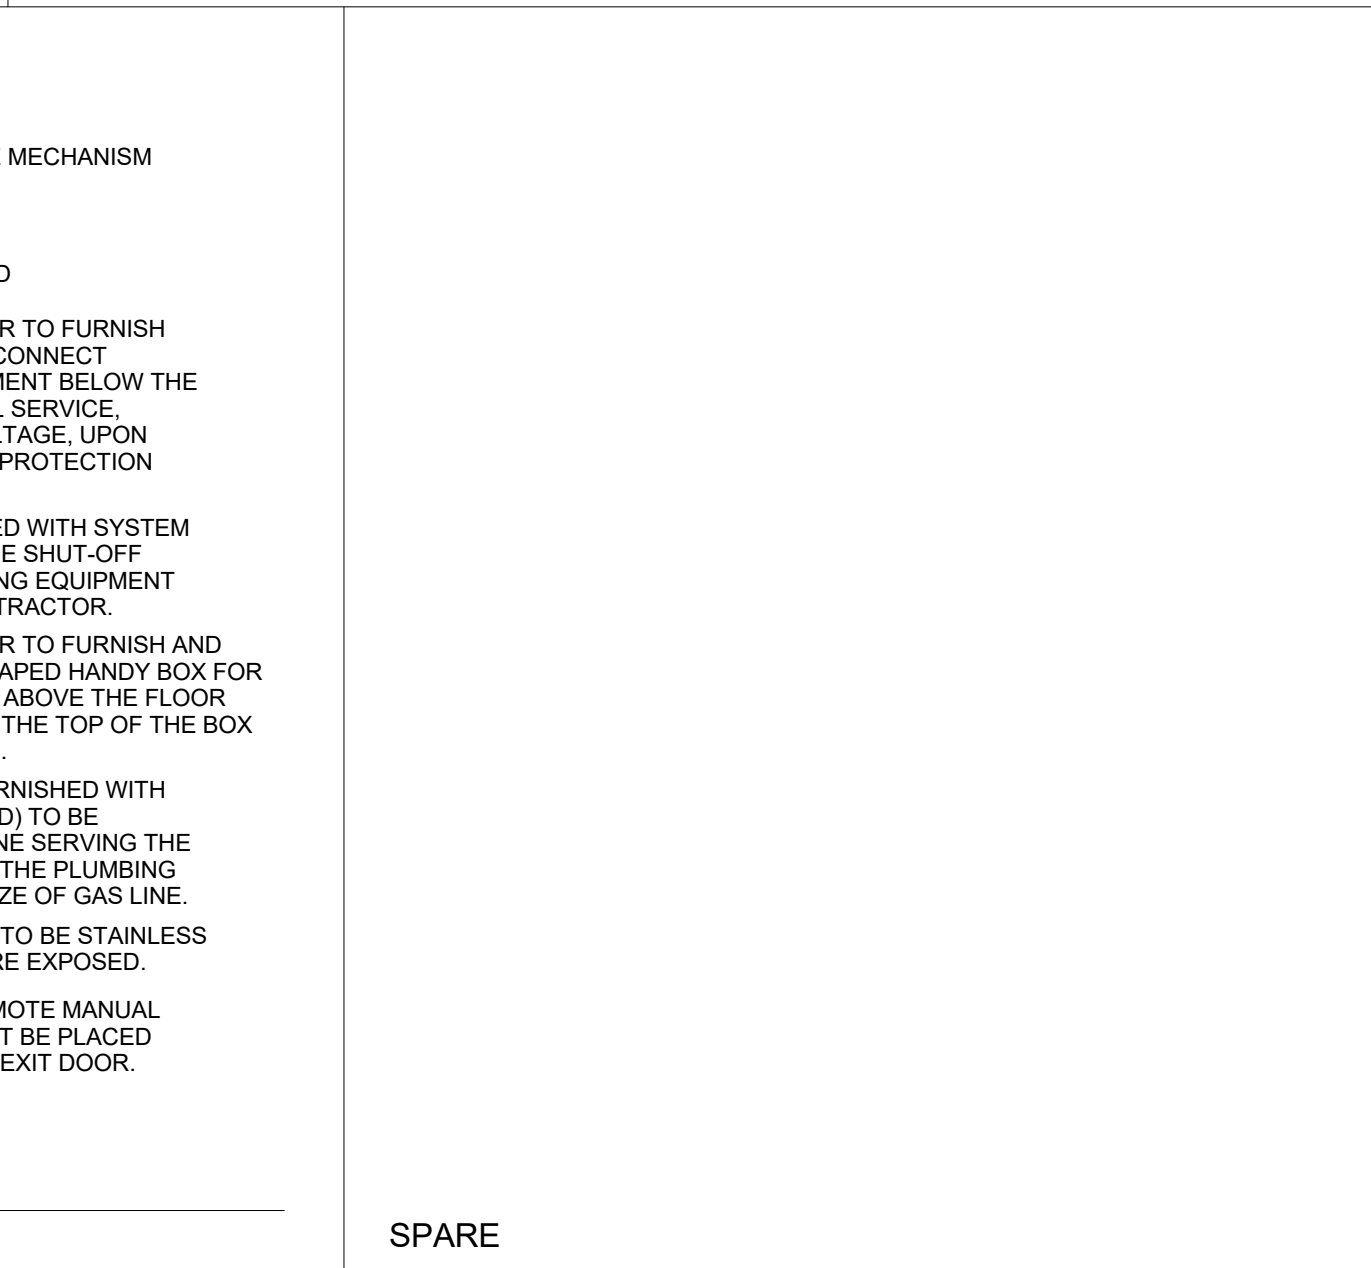 MECHANISM
R TO FURNISH
CONNECT
MENT BELOW THE
L SERVICE,
LTAGE, UPON
PROTECTION
ED WITH SYSTEM
E SHUT-OFF
NG EQUIPMENT
TRACTOR.
R TO FURNISH AND
APED HANDY BOX FOR
ABOVE THE FLOOR
THE TOP OF THE BOX
.
RNISHED WITH
D) TO BE
NE SERVING THE
THE PLUMBING
ZE OF GAS LINE.
TO BE STAINLESS
RE EXPOSED.
MOTE MANUAL
T BE PLACED
EXIT DOOR.
SPARE